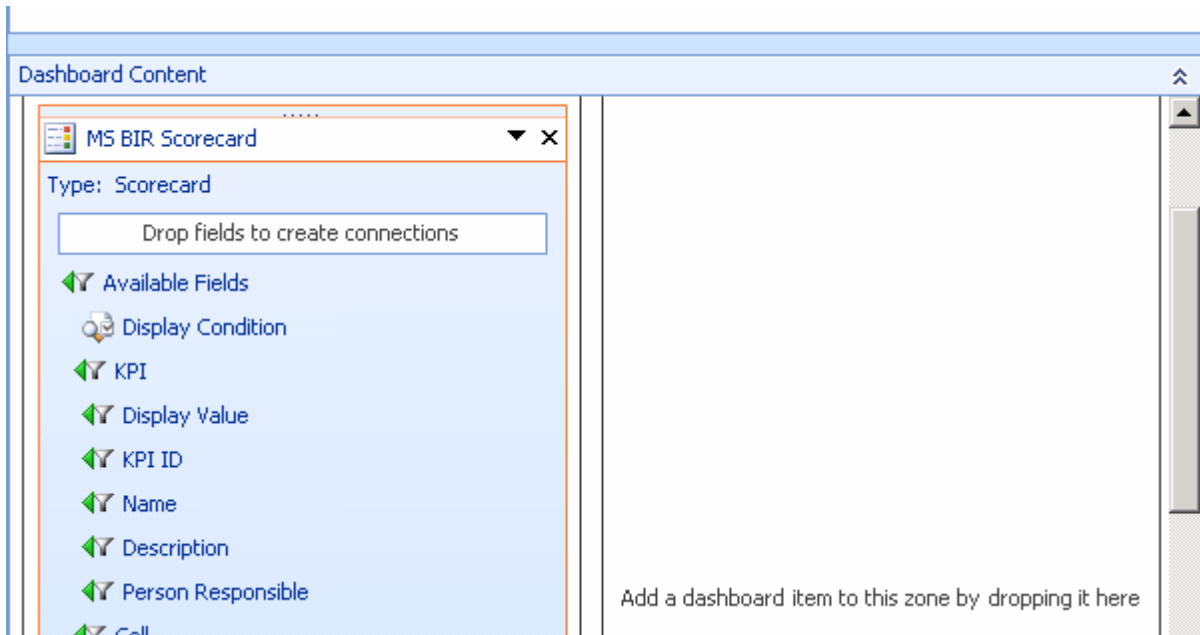 Dashboard Content
MS BIR Scorecard
Type: Scorecard
Drop fields to create connections
Available Fields
Display Condition
KPI
Display Value
KPI ID
Name
Description
Person Responsible
Cell
Add a dashboard item to this zone by dropping it here